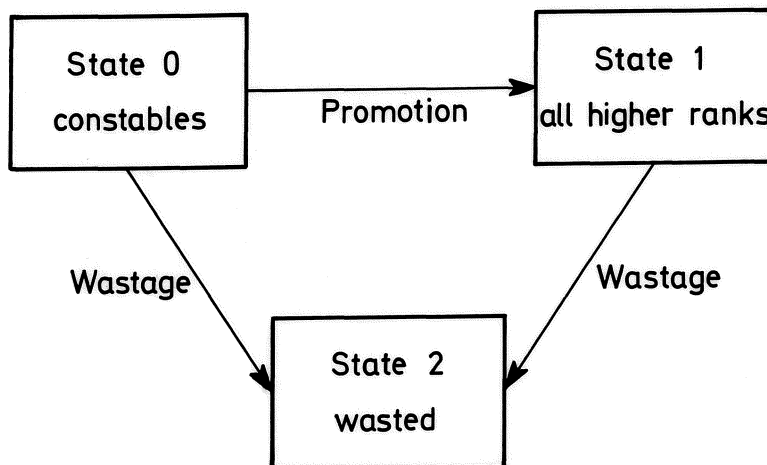 State 0
constables
Promotion
State 1
all higher ranks
Wastage
Wastage
State 2
wasted